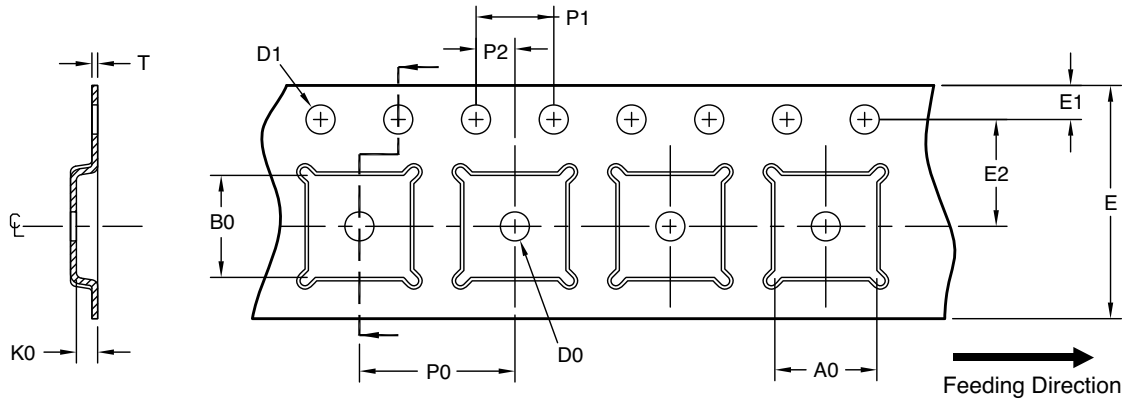 P1
P2
T
D1
E1
E2
B0
E
℄
K0
P0
D0
A0
Feeding Direction